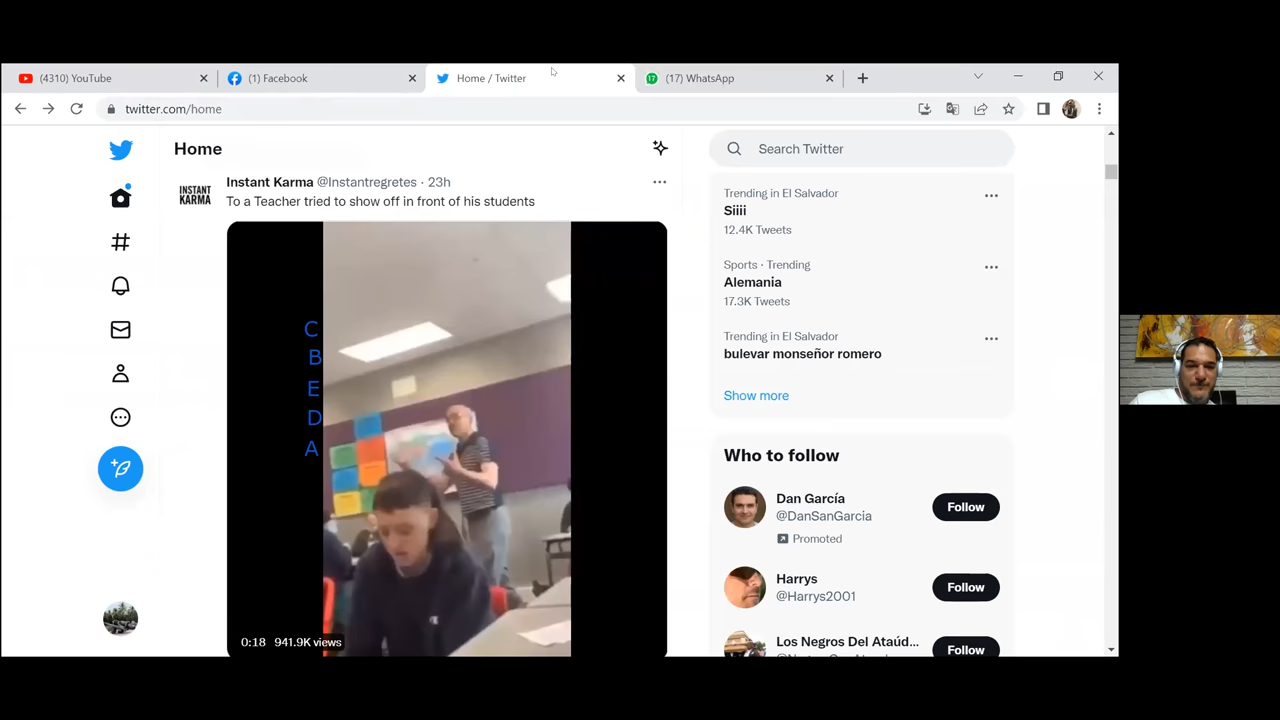 (4310) YouTube
(1) Facebook
Home / Twitter
17
(17) WhatsApp
twitter.com/home
Home
Search Twitter
INSTANT
KARMA
Instant Karma @Instantregretes · 23h
To a Teacher tried to show off in front of his students
C
B
E
D
A
0:18 941.9K views
Trending in El Salvador
Siiii
12.4K Tweets
Sports · Trending
Alemania
17.3K Tweets
Trending in El Salvador
bulevar monseñor romero
Show more
Who to follow
Dan García
@DanSanGarcia
Follow
Promoted
Harrys
@Harrys2001
Follow
Los Negros Del Ataúd...
Follow